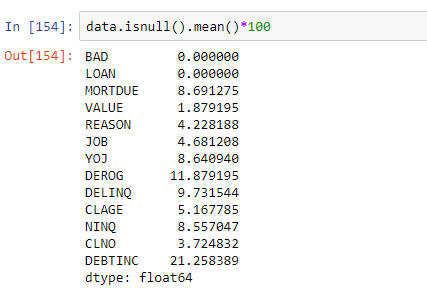 In [154]: data.isnull().mean()*100
Out[154]: BAD 0.000000
LOAN 0.000000
MORTDUE 8.691275
VALUE 1.879195
REASON 4.228188
JOB 4.681208
YOJ 8.640940
DEROG 11.879195
DELINQ 9.731544
CLAGE 5.167785
NINQ 8.557047
CLNO 3.724832
DEBTINC 21.258389
dtype: float64